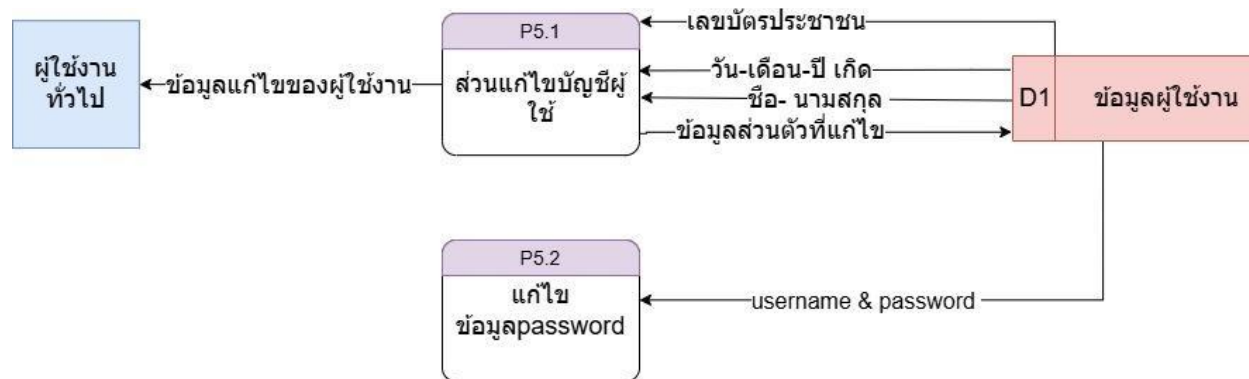 P5.1
เลขบัตรประชาชน
ผู้ใช้งาน
ทั่วไป
ข้อมูลแก้ไขของผู้ใช้งาน
ส่วนแก้ไขบัญชีผู้
ใช้
วัน-เดือน-ปี เกิด
ชื่อ- นามสกุล
ข้อมูลส่วนตัวที่แก้ไข
D1
ข้อมูลผู้ใช้งาน
P5.2
แก้ไข
ข้อมูลpassword
username & password